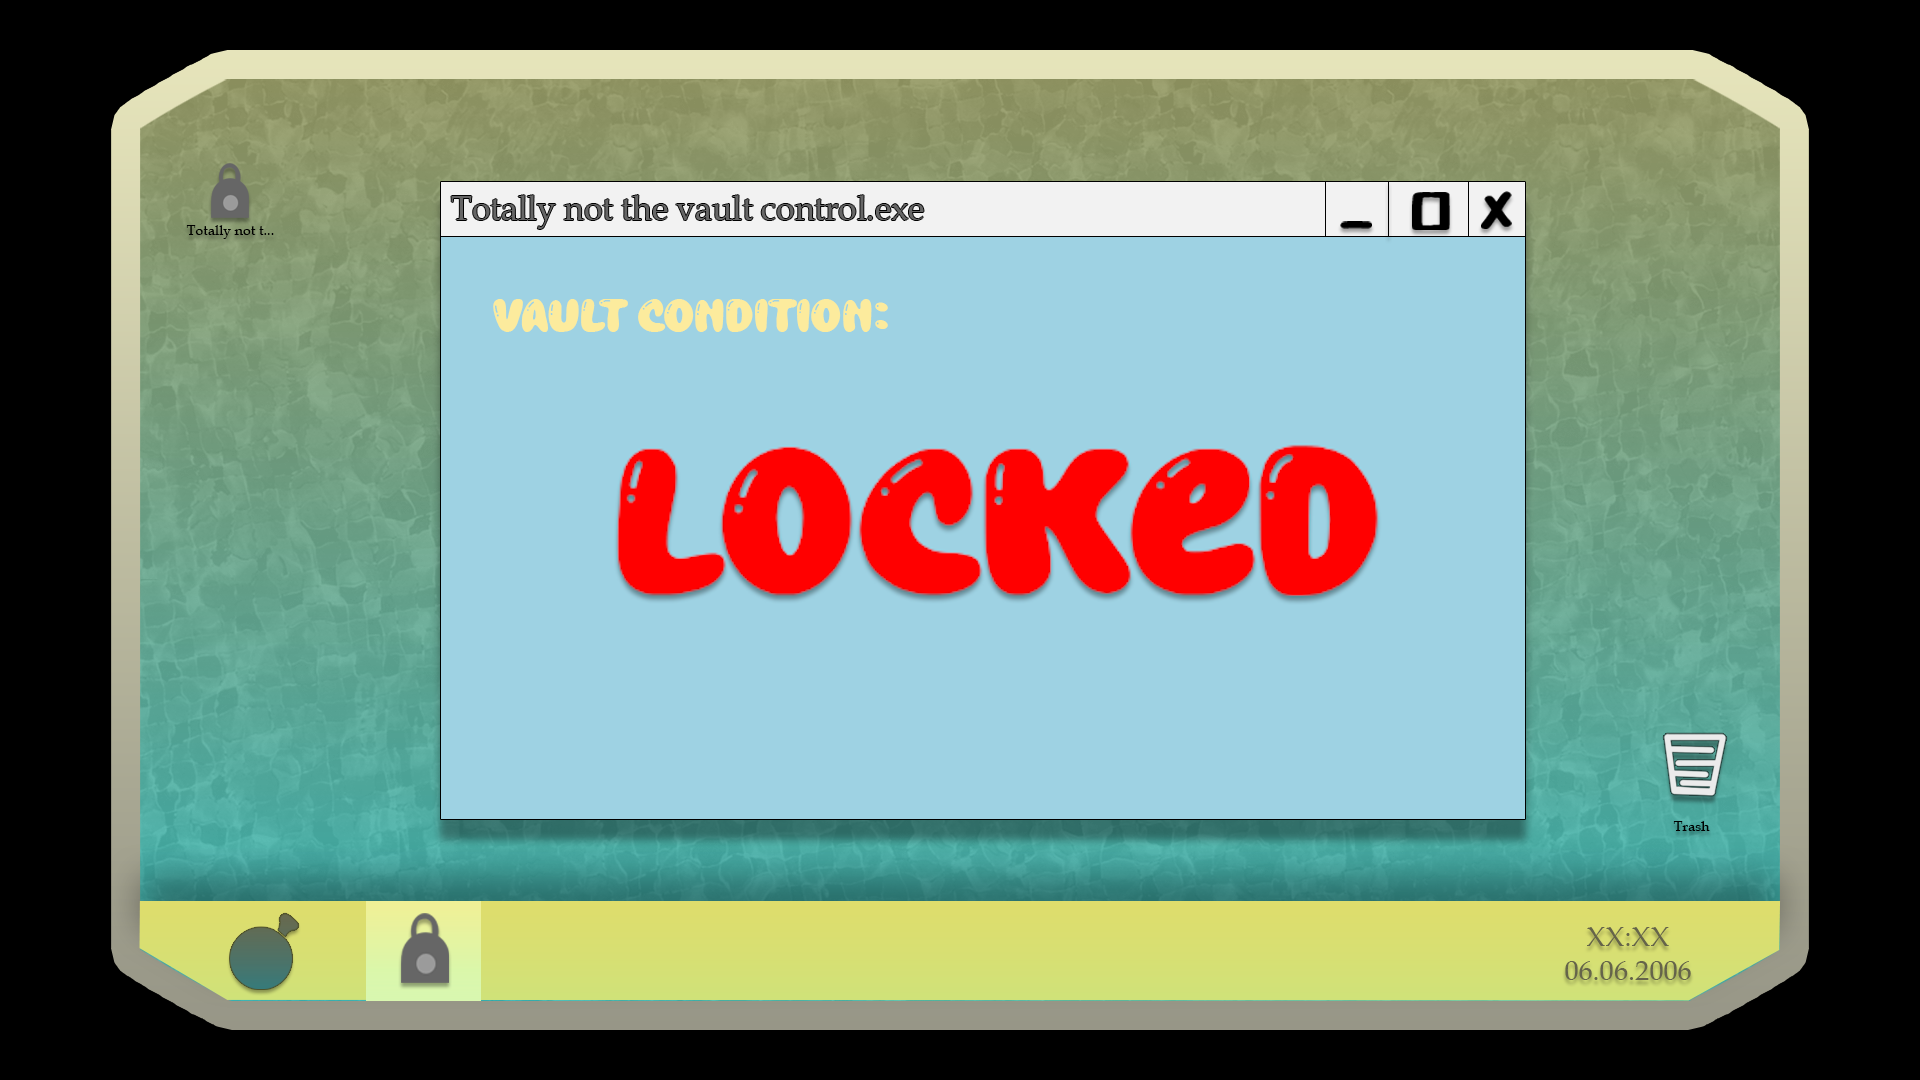 Totally not the vault control.exe
Totally not t...
VAULT CONDITION:
LOCKeD
Trash
XX:XX
06.06.2006